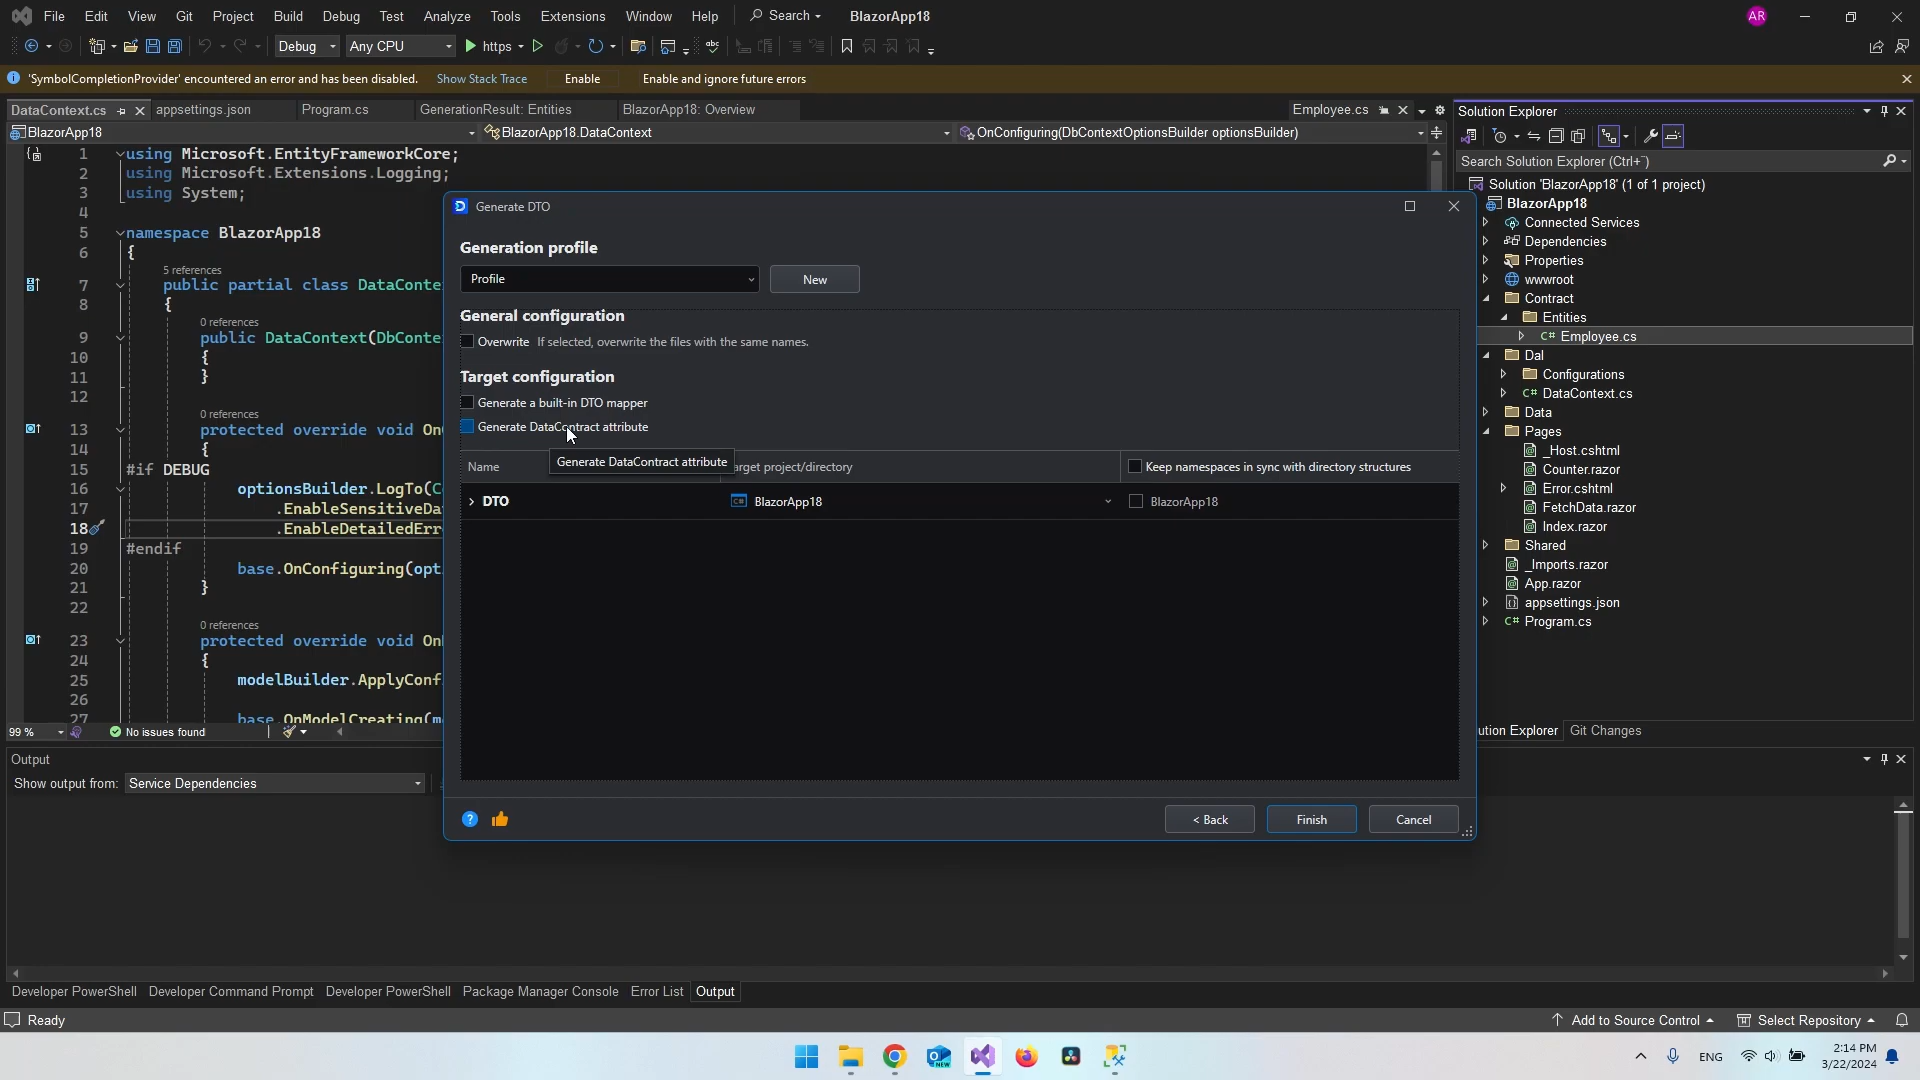 File Edit View Git Project Build Debug Test Analyze Tools Extensions Window Help Search BlazorApp18 AR
Debug Any CPU https
'SymbolCompletionProvider' encountered an error and has been disabled. Show Stack Trace Enable Enable and ignore future errors
DataContext.cs appsettings.json Program.cs GenerationResult: Entities BlazorApp18: Overview Employee.cs
BlazorApp18 BlazorApp18.DataContext OnConfiguring(DbContextOptionsBuilder optionsBuilder)
1 using Microsoft.EntityFrameworkCore;
2 using Microsoft.Extensions.Logging;
3 using System;
4
5 namespace BlazorApp18
6 {
5 references
7 public partial class DataConte
8 {
0 references
9 public DataContext(DbConte
10 {
11 }
12
0 references
13 protected override void On
14 {
15 #if DEBUG
16 optionsBuilder.LogTo(C
17 .EnableSensitiveDa
18 .EnableDetailedErr
19 #endif
20 base.OnConfiguring(opt
21 }
22
0 references
23 protected override void On
24 {
25 modelBuilder.ApplyConf
26
27 base.OnModelCreating(m
99 % No issues found
Generate DTO
Generation profile
Profile New
General configuration
Overwrite If selected, overwrite the files with the same names.
Target configuration
Generate a built-in DTO mapper
Generate DataContract attribute
Generate DataContract attribute
Name arget project/directory Keep namespaces in sync with directory structures
DTO C# BlazorApp18 BlazorApp18
? < Back Finish Cancel
Solution Explorer
Search Solution Explorer (Ctrl+¨)
Solution 'BlazorApp18' (1 of 1 project)
BlazorApp18
Connected Services
Dependencies
Properties
wwwroot
Contract
Entities
C# Employee.cs
Dal
Configurations
C# DataContext.cs
Data
Pages
_Host.cshtml
Counter.razor
Error.cshtml
FetchData.razor
Index.razor
Shared
_Imports.razor
App.razor
appsettings.json
C# Program.cs
ution Explorer Git Changes
Output
Show output from: Service Dependencies
Developer PowerShell Developer Command Prompt Developer PowerShell Package Manager Console Error List Output
Ready Add to Source Control Select Repository
ENG 2:14 PM
3/22/2024